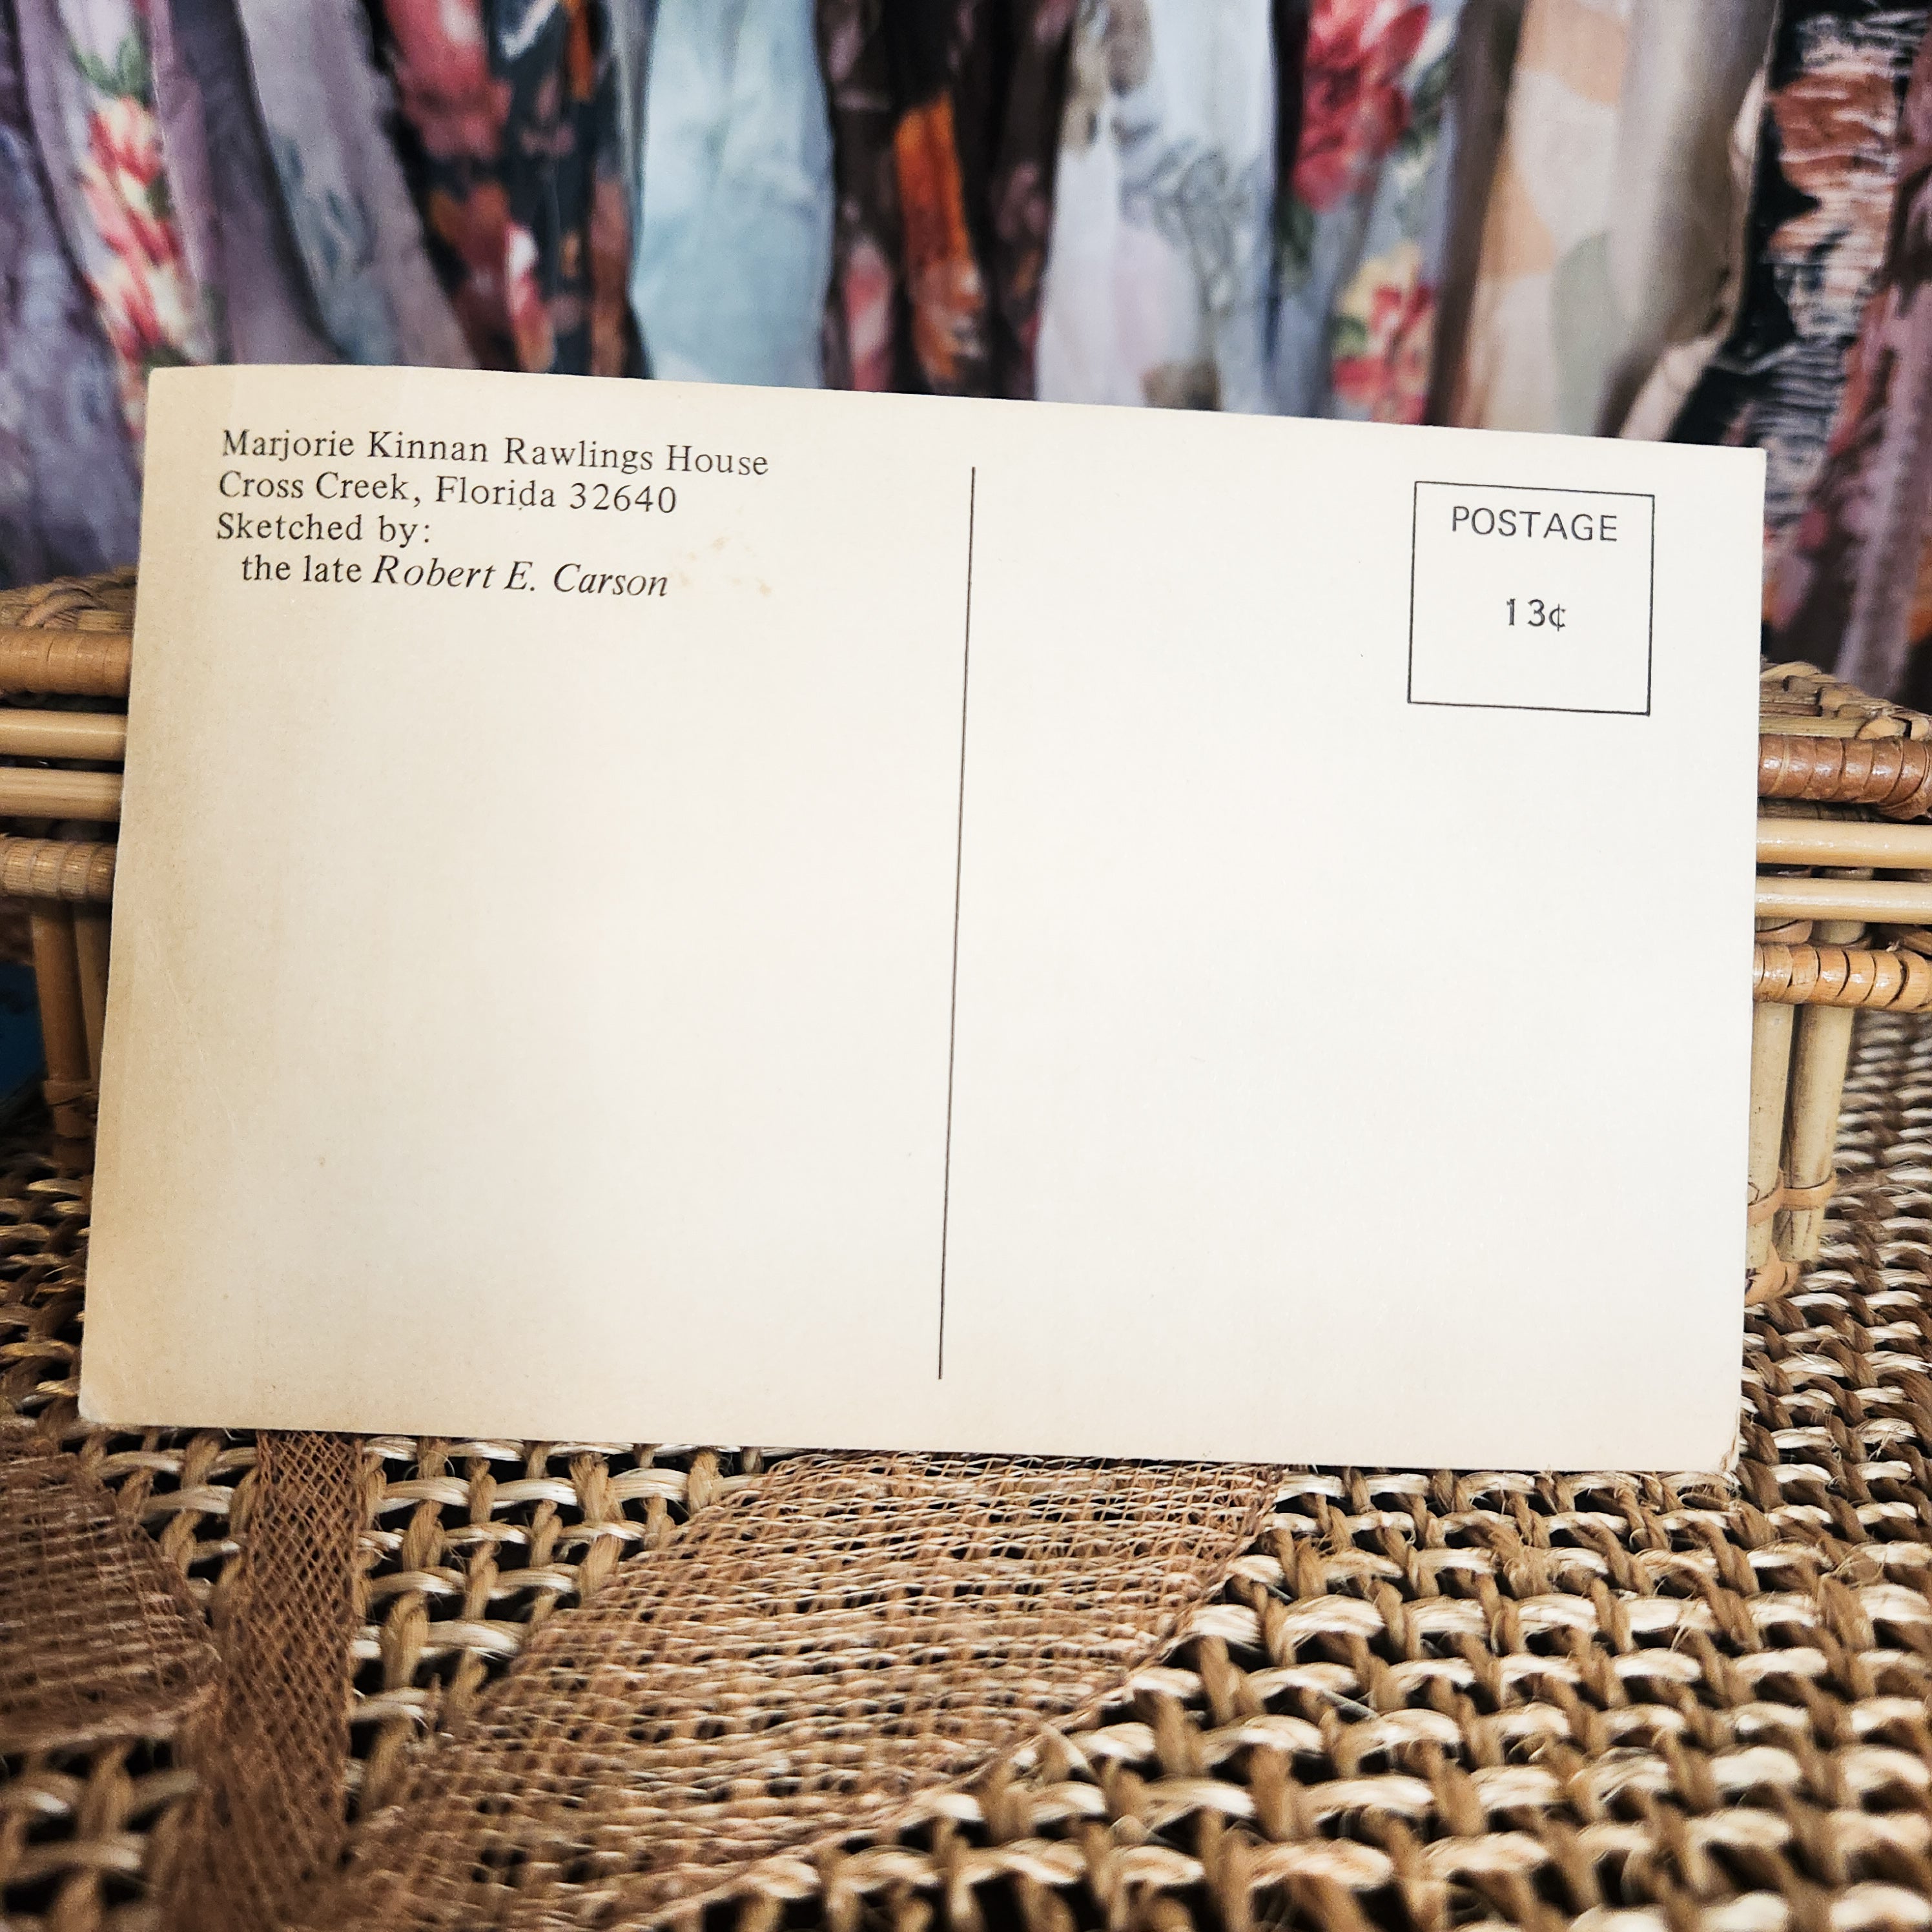 Marjorie Kinnan Rawlings House
Cross Creek, Florida 32640
Sketched by:
the late Robert E. Carson
POSTAGE
13¢